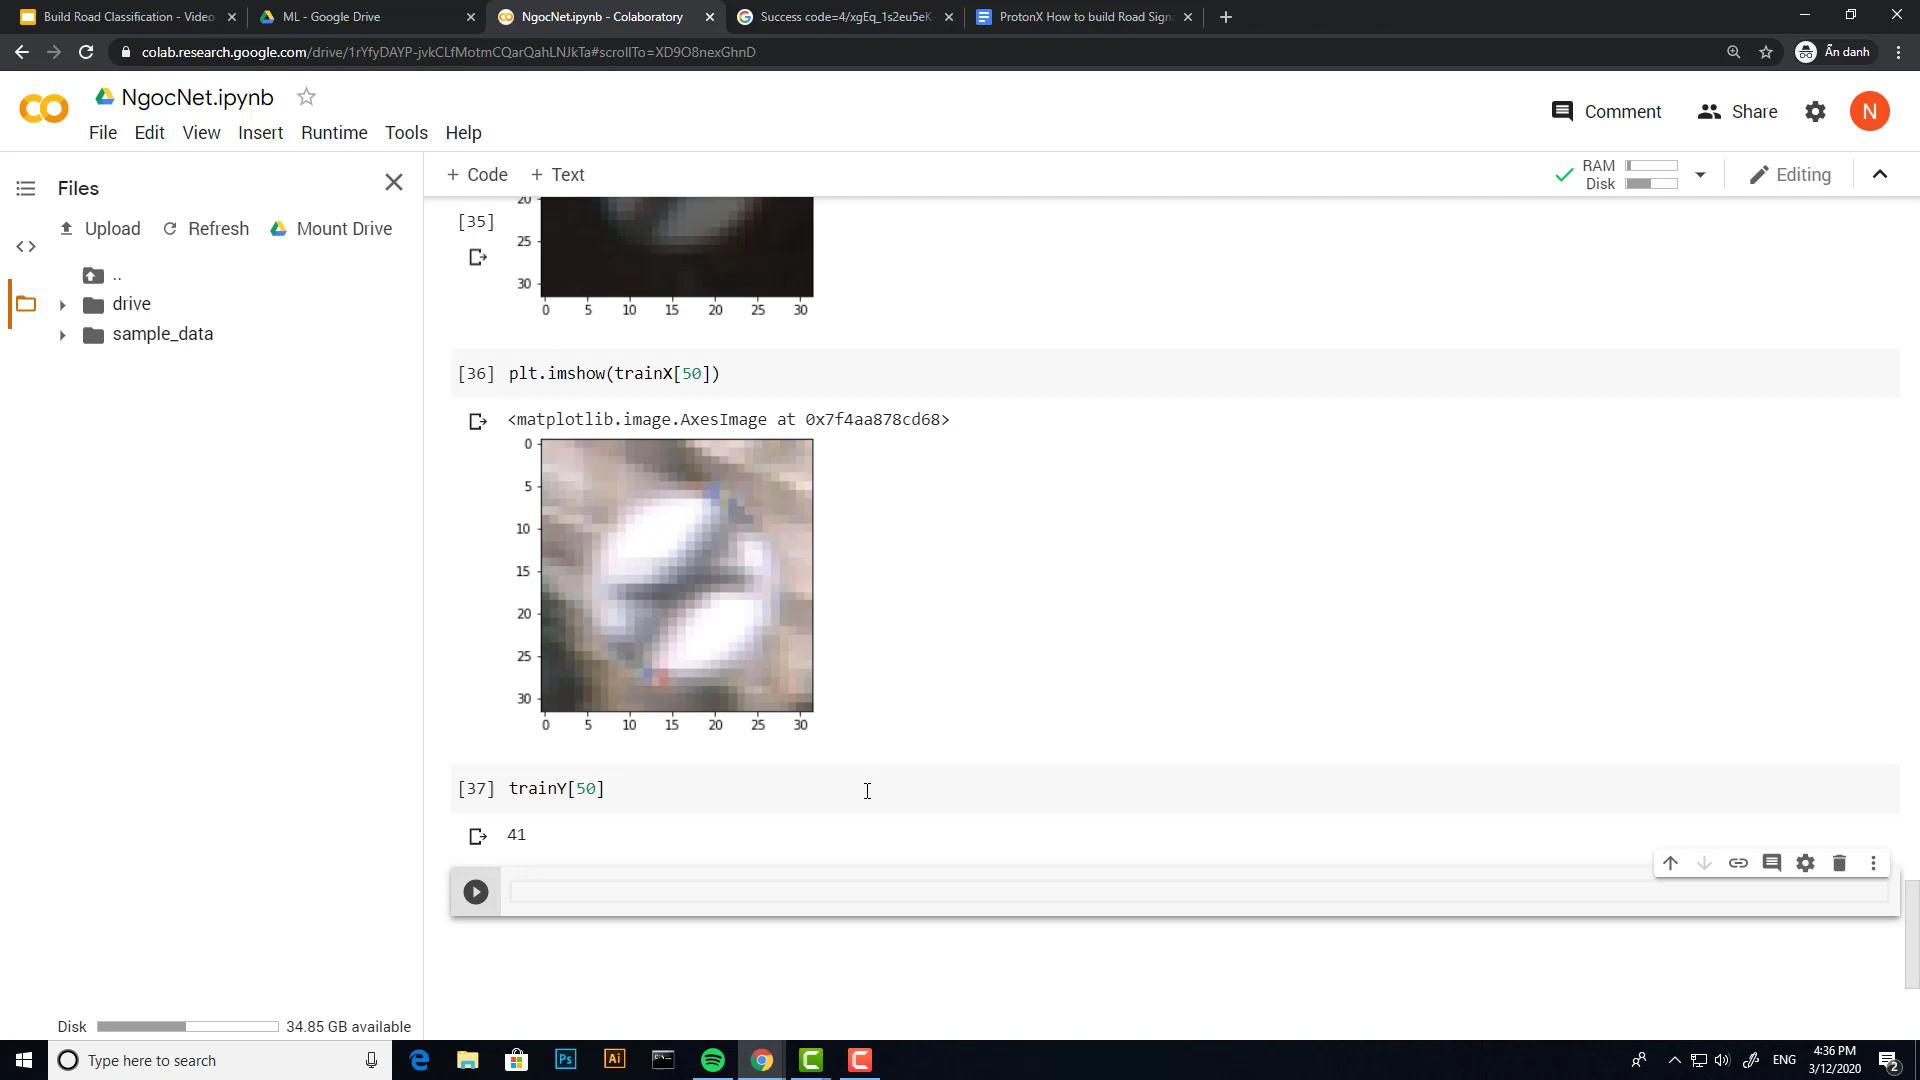 Build Road Classification - Video
ML - Google Drive
NgocNet.ipynb - Colaboratory
Success code=4/xgEq_1s2eu5eK
ProtonX How to build Road Sign
colab.research.google.com/drive/1rYfyDAYP-jvkCLfMotmCQarQahLNJkTa#scrollTo=XD9O8nexGhnD
Ẩn danh
NgocNet.ipynb
Comment
Share
N
File Edit View Insert Runtime Tools Help
Files
+ Code + Text
RAM
Disk
Editing
Upload Refresh Mount Drive
..
drive
sample_data
[35]
20
25
30
0 5 10 15 20 25 30
[36] plt.imshow(trainX[50])
<matplotlib.image.AxesImage at 0x7f4aa878cd68>
0
5
10
15
20
25
30
0 5 10 15 20 25 30
[37] trainY[50]
41
Disk 34.85 GB available
Type here to search
Ps
Ai
ENG
4:36 PM
3/12/2020
2